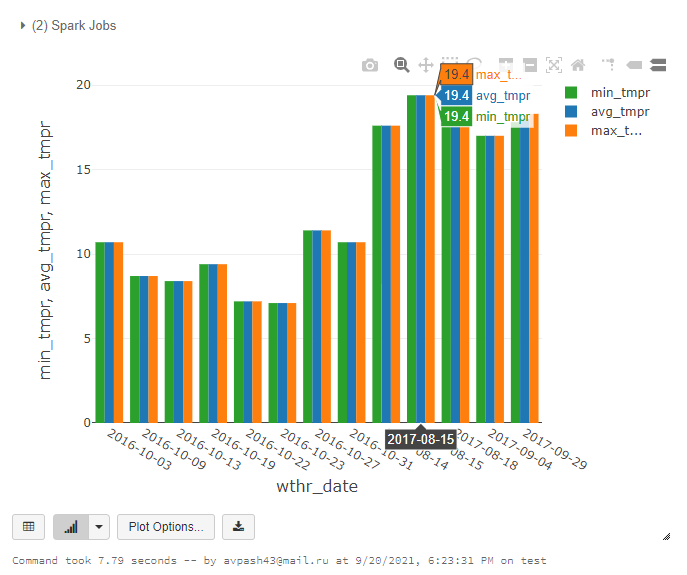 (2) Spark Jobs
19.4 max_t...
19.4 avg_tmpr
19.4 min_tmpr
min_tmpr
avg_tmpr
max_t...
min_tmpr, avg_tmpr, max_tmpr
20
15
10
5
0
2016-10-03
2016-10-09
2016-10-13
2016-10-19
2016-10-22
2016-10-23
2016-10-27
2016-10-31
08-14
08-15
2017-08-15
2017-08-18
2017-09-04
2017-09-29
wthr_date
Plot Options...
Command took 7.79 seconds -- by avpash43@mail.ru at 9/20/2021, 6:23:31 PM on test